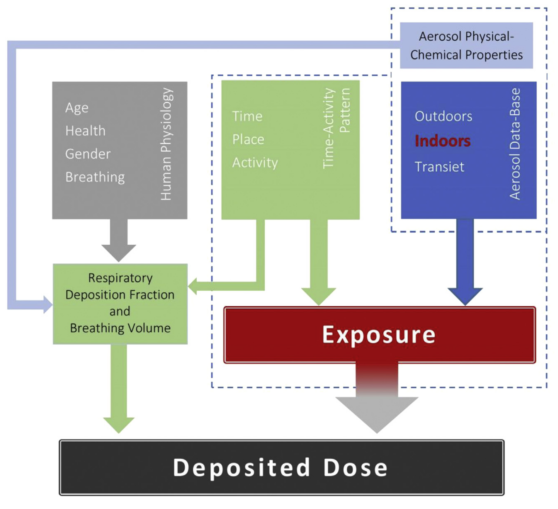 Aerosol Physical-
Chemical Properties
Age
Health
Gender
Breathing
Human Physiology
Time
Place
Activity
Time-Activity
Pattern
Outdoors
Indoors
Transiet
Aerosol Data-Base
Respiratory
Deposition Fraction
and
Breathing Volume
Exposure
Deposited Dose